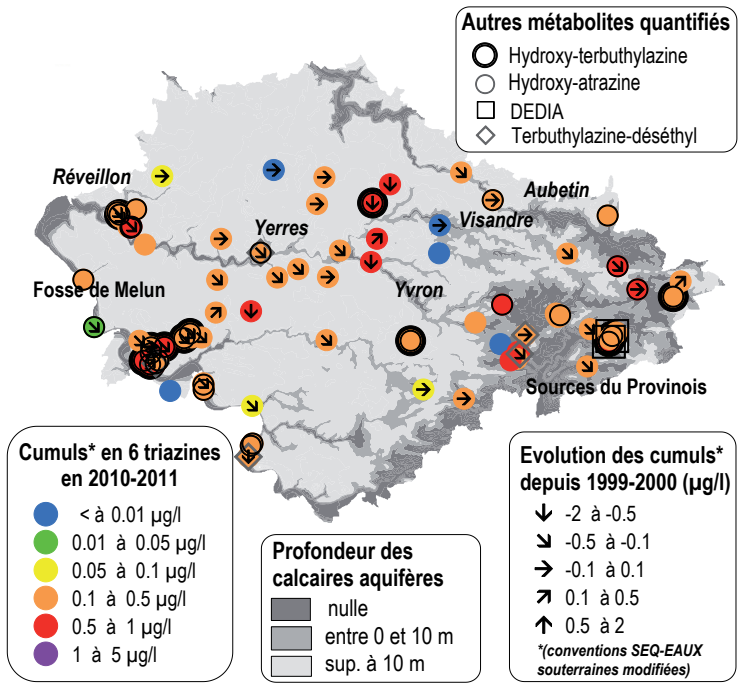 Autres métabolites quantifiés
Hydroxy-terbuthylazine
Hydroxy-atrazine
DEDIA
Terbuthylazine-déséthyl
Réveillon
Aubetin
Visandre
Yerres
Fosse de Melun
Yvron
Sources du Provinois
Cumuls* en 6 triazines
en 2010-2011
< à 0.01 µg/l
0.01 à 0.05 µg/l
0.05 à 0.1 µg/l
0.1 à 0.5 µg/l
0.5 à 1 µg/l
1 à 5 µg/l
Profondeur des
calcaires aquifères
nulle
entre 0 et 10 m
sup. à 10 m
Evolution des cumuls*
depuis 1999-2000 (µg/l)
-2 à -0.5
-0.5 à -0.1
-0.1 à 0.1
0.1 à 0.5
0.5 à 2
*(conventions SEQ-EAUX
souterraines modifiées)